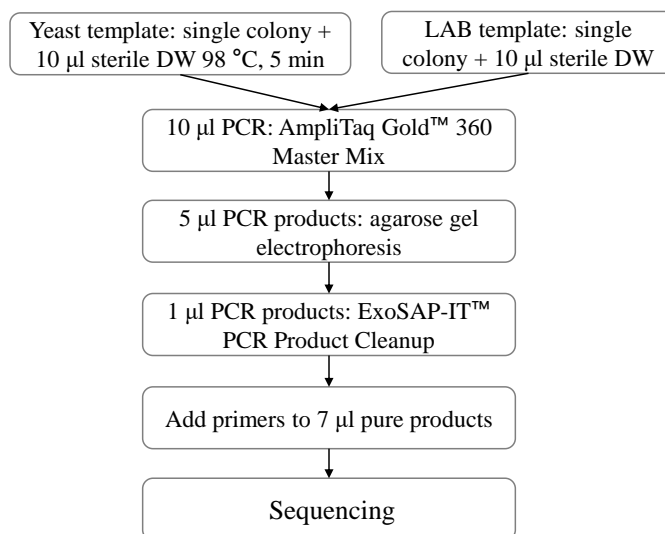 Yeast template: single colony +
10 μl sterile DW 98 °C, 5 min
LAB template: single
colony + 10 μl sterile DW
10 μl PCR: AmpliTaq Gold™ 360
Master Mix
5 μl PCR products: agarose gel
electrophoresis
1 μl PCR products: ExoSAP-IT™
PCR Product Cleanup
Add primers to 7 μl pure products
Sequencing